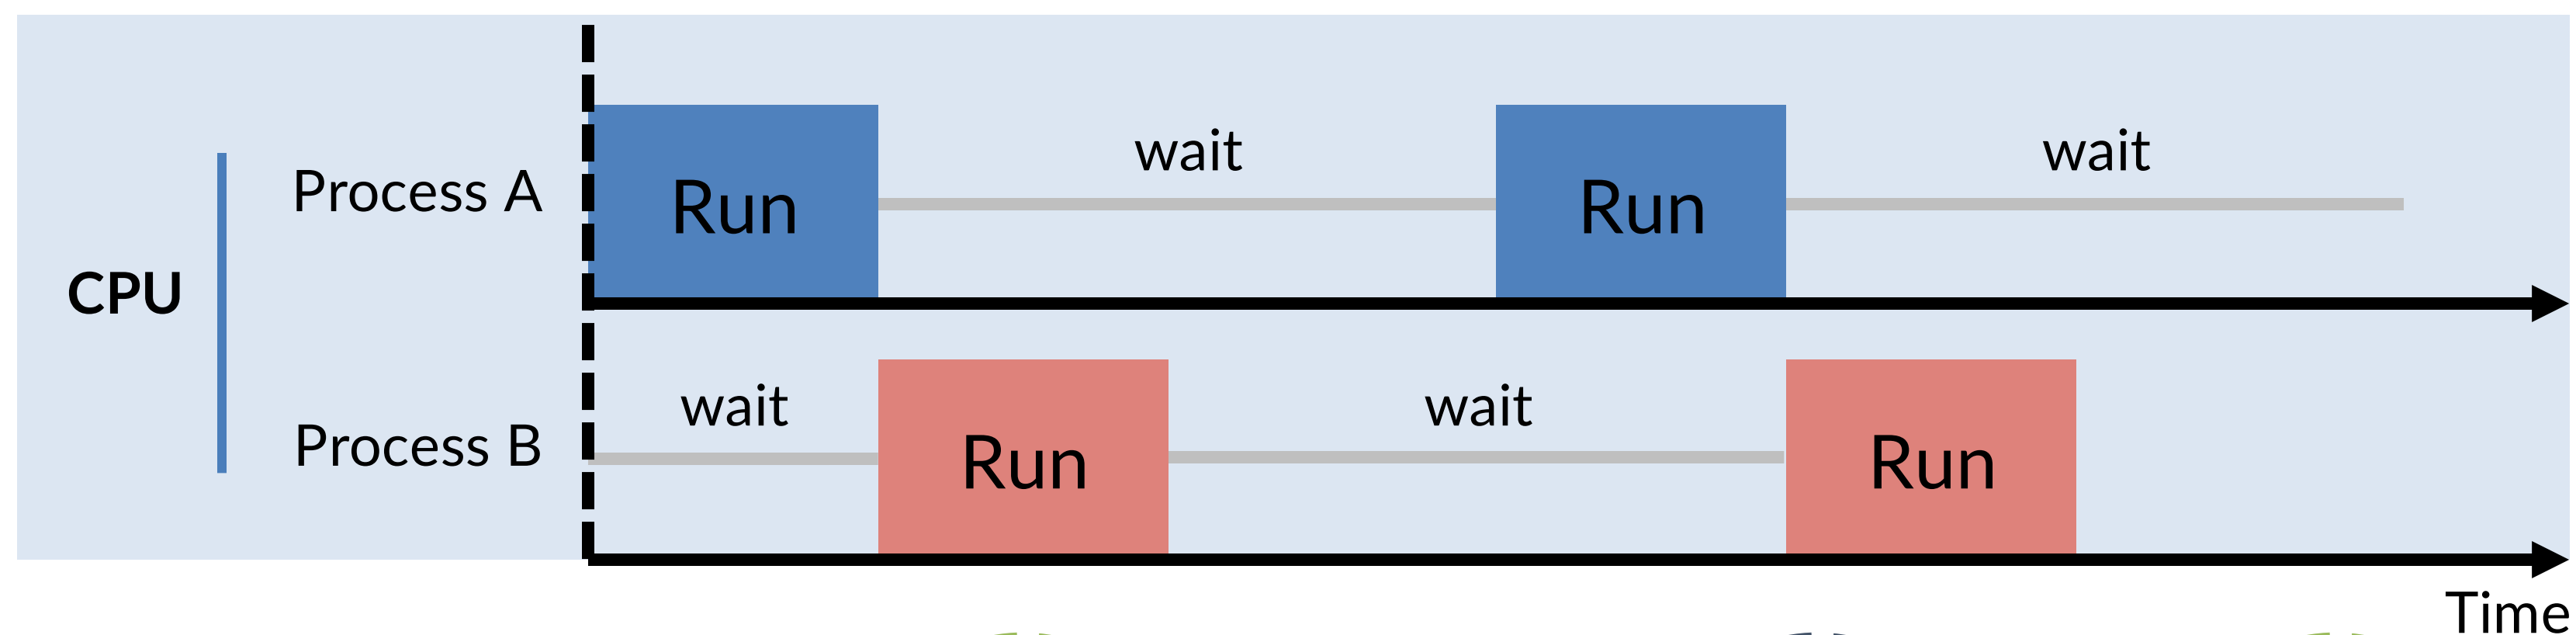 wait
wait
Process A
Run
Run
CPU
wait
wait
Process B
Run
Run
Time